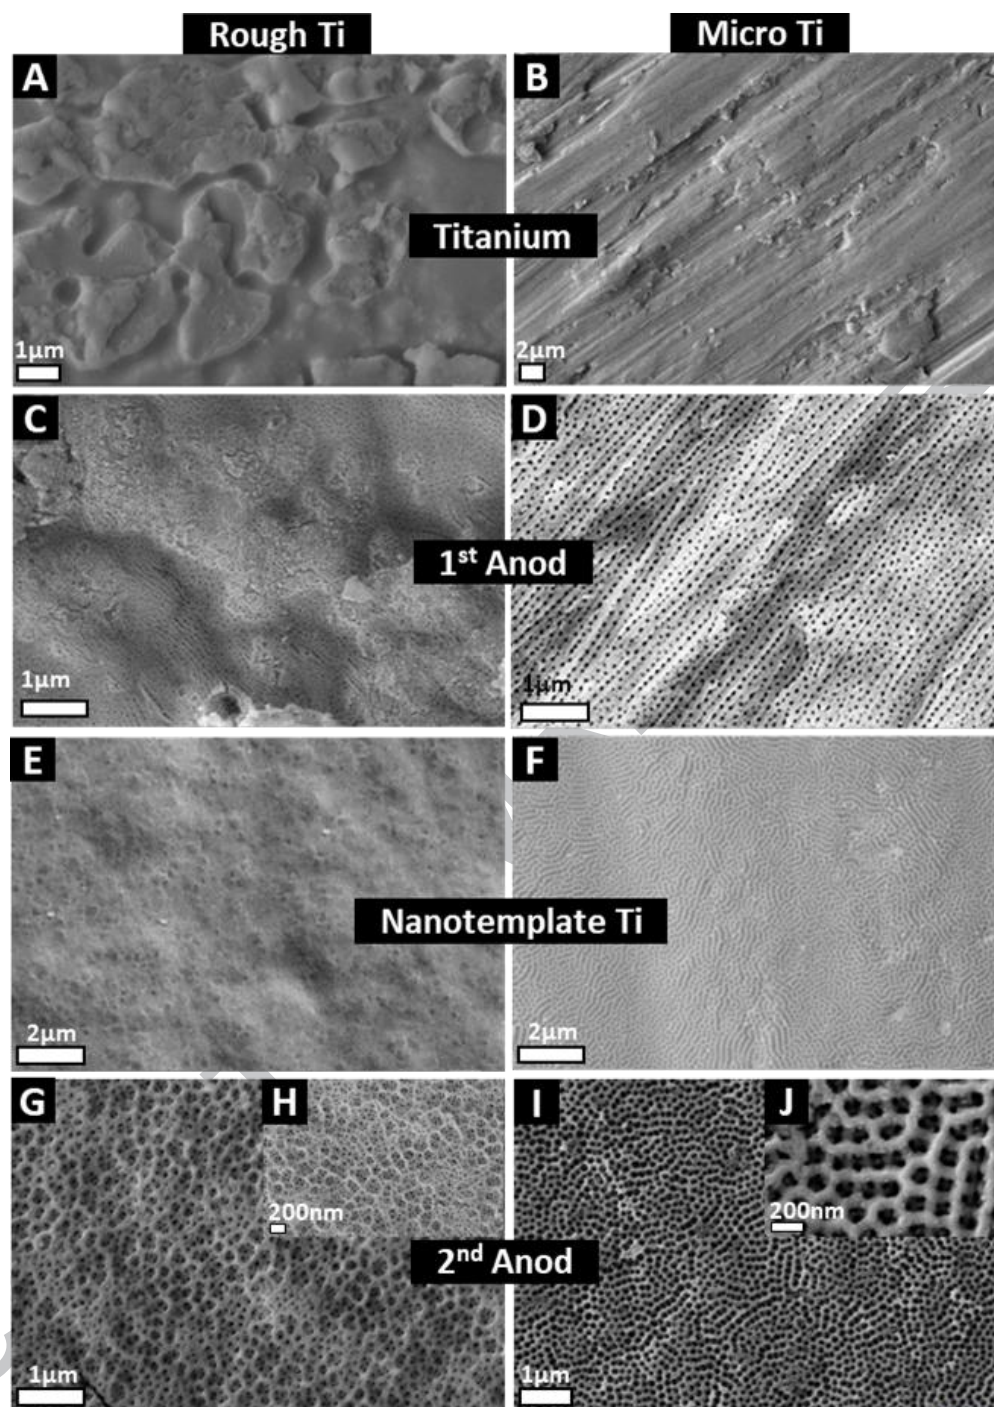 Rough Ti
Micro Ti
A
B
Titanium
1μm
2μm
C
D
1st Anod
1μm
1μm
E
F
Nanotemplate Ti
2μm
2μm
G
H
I
J
200nm
200nm
2nd Anod
1μm
1μm